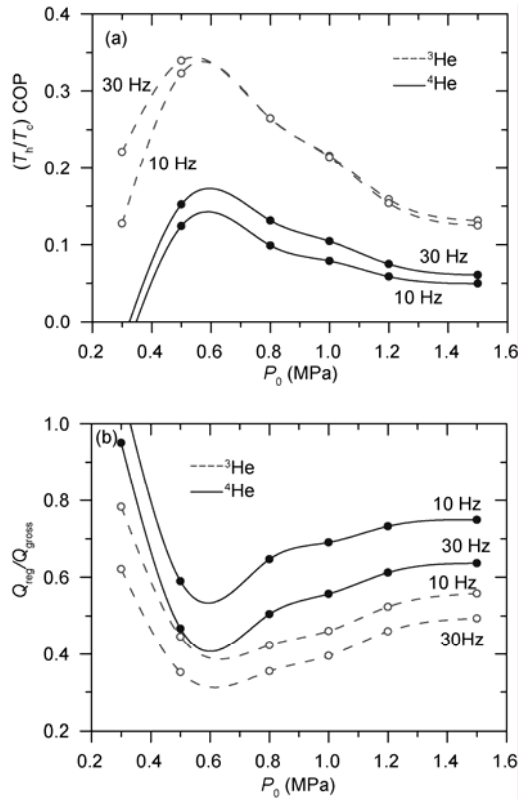 (a)
0.4
0.3
0.2
0.1
0.0
(T_h/T_c) COP
30 Hz
10 Hz
³He
⁴He
30 Hz
10 Hz
0.2 0.4 0.6 0.8 1.0 1.2 1.4 1.6
P₀ (MPa)
(b)
1.0
0.8
0.6
0.4
0.2
Q_reg/Q_gross
³He
⁴He
10 Hz
30 Hz
10 Hz
30Hz
0.2 0.4 0.6 0.8 1.0 1.2 1.4 1.6
P₀ (MPa)